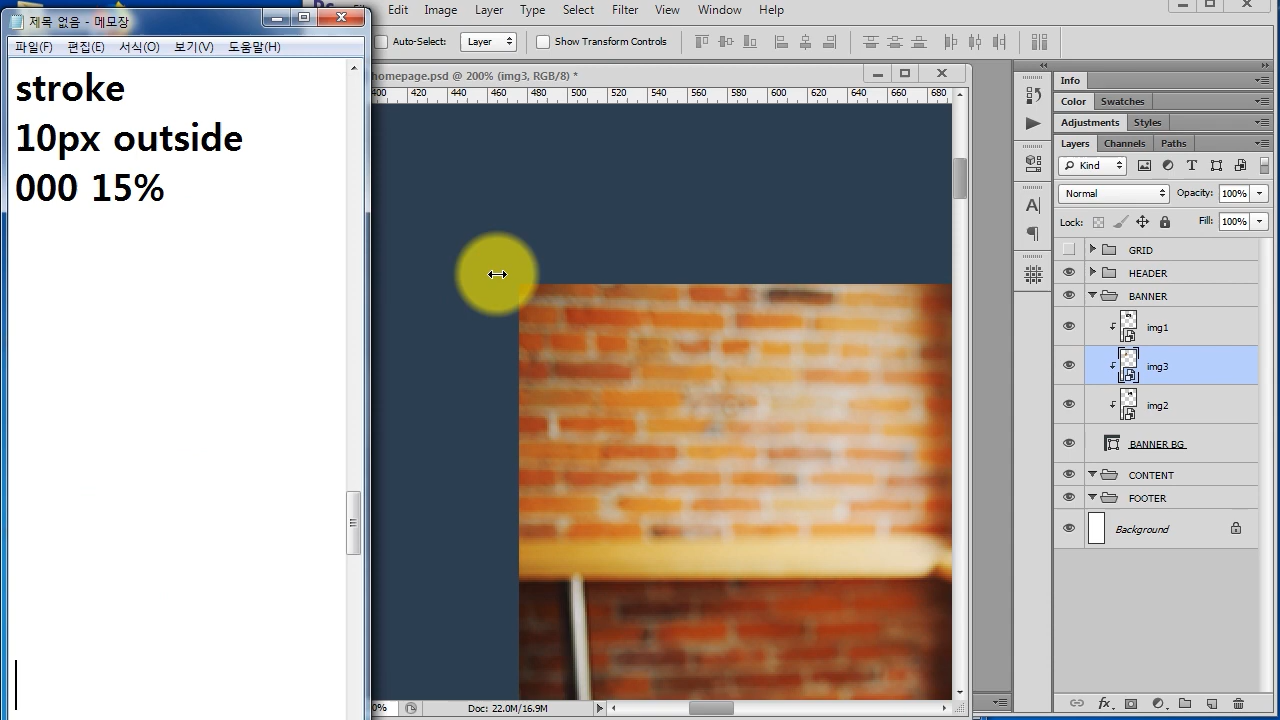 제목 없음 - 메모장
파일(F) 편집(E) 서식(O) 보기(V) 도움말(H)
stroke
10px outside
000 15%
Edit Image Layer Type Select Filter View Window Help
Auto-Select: Layer Show Transform Controls
homepage.psd @ 200% (img3, RGB/8) *
400 420 440 460 480 500 520 540 560 580 600 620 640 660 680
0% Doc: 22.0M/16.9M
Info
Color Swatches
Adjustments Styles
Layers Channels Paths
Kind
Normal Opacity: 100%
Lock: Fill: 100%
GRID
HEADER
BANNER
img1
img3
img2
BANNER BG
CONTENT
FOOTER
Background